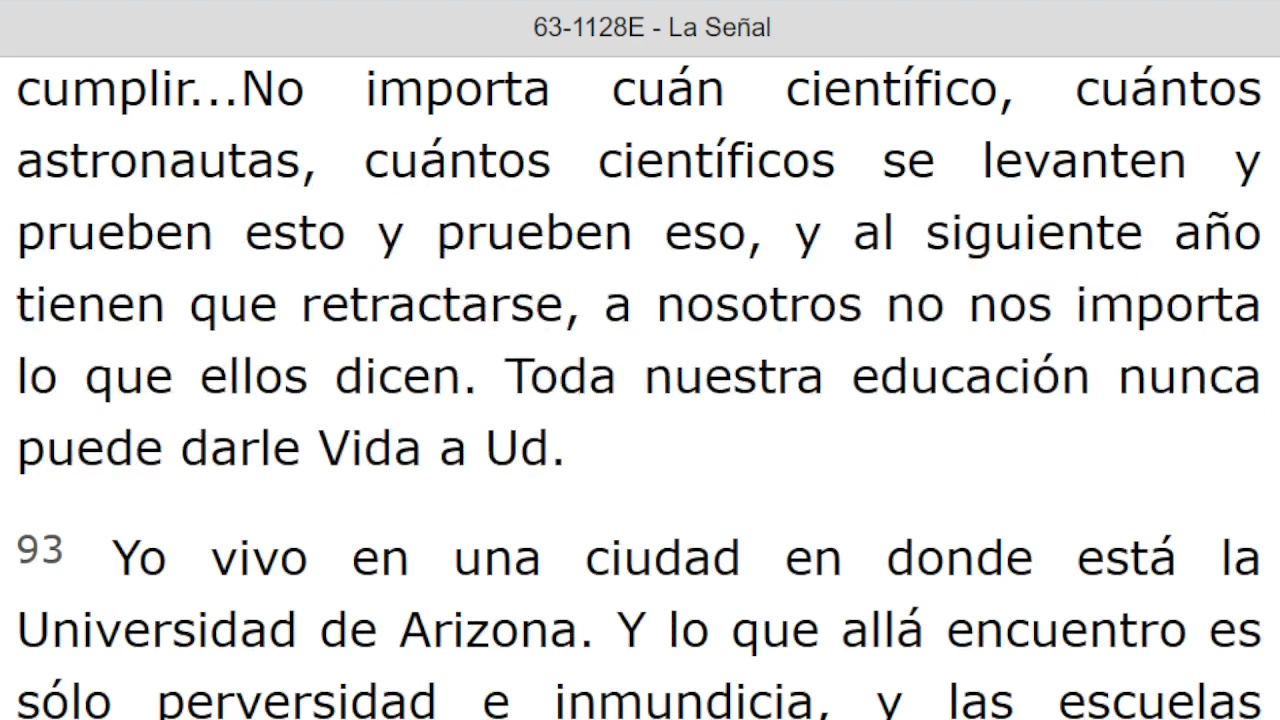 63-1128E - La Señal
cumplir...No importa cuán científico, cuántos
astronautas, cuántos científicos se levanten y
prueben esto y prueben eso, y al siguiente año
tienen que retractarse, a nosotros no nos importa
lo que ellos dicen. Toda nuestra educación nunca
puede darle Vida a Ud.
93 Yo vivo en una ciudad en donde está la
Universidad de Arizona. Y lo que allá encuentro es
sólo perversidad e inmundicia, y las escuelas